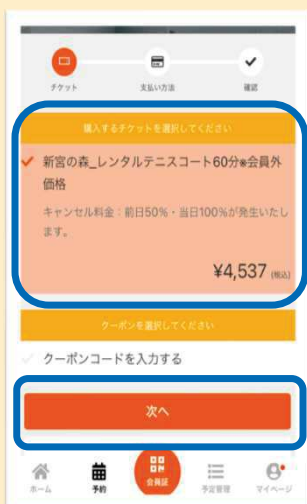 チケット
支払い方法
確認
購入するチケットを選択してください
新宮の森_レンタルテニスコート60分※会員外
価格
キャンセル料金：前日50%・当日100%が発生いたし
ます。
¥4,537 (税込)
クーポンを選択してください
クーポンコードを入力する
次へ
ホーム
予約
会員証
予定管理
マイページ